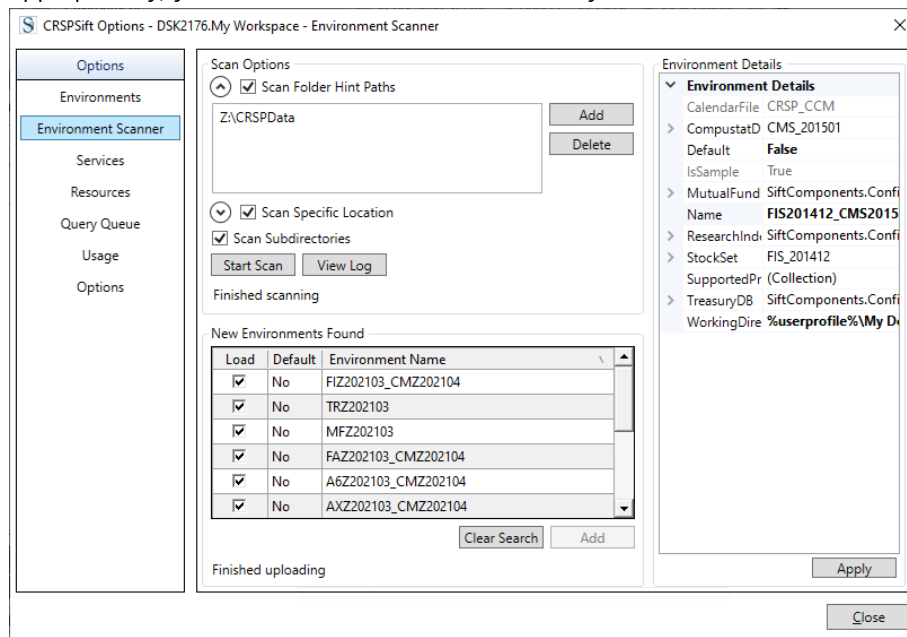 CRSPSift Options - DSK2176.My Workspace - Environment Scanner
Options
Environments
Environment Scanner
Services
Resources
Query Queue
Usage
Options
Scan Options
Scan Folder Hint Paths
Z:\CRSPData
Add
Delete
Scan Specific Location
Scan Subdirectories
Start Scan View Log
Finished scanning
New Environments Found
Load Default Environment Name
No FIZ202103_CMZ202104
No TRZ202103
No MFZ202103
No FAZ202103_CMZ202104
No A6Z202103_CMZ202104
No AXZ202103_CMZ202104
Clear Search Add
Finished uploading
Environment Details
Environment Details
CalendarFile CRSP_CCM
CompustatD CMS_201501
Default False
IsSample True
MutualFund SiftComponents.Confi
Name FIS201412_CMS2015
ResearchInd SiftComponents.Confi
StockSet FIS_201412
SupportedPr (Collection)
TreasuryDB SiftComponents.Confi
WorkingDire %userprofile%\My D
Apply
Close